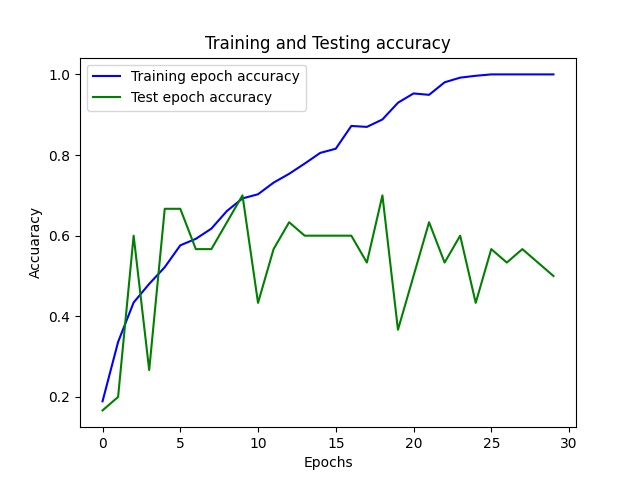 Training and Testing accuracy
Training epoch accuracy
Test epoch accuracy
Accuaracy
1.0
0.8
0.6
0.4
0.2
0 5 10 15 20 25 30
Epochs